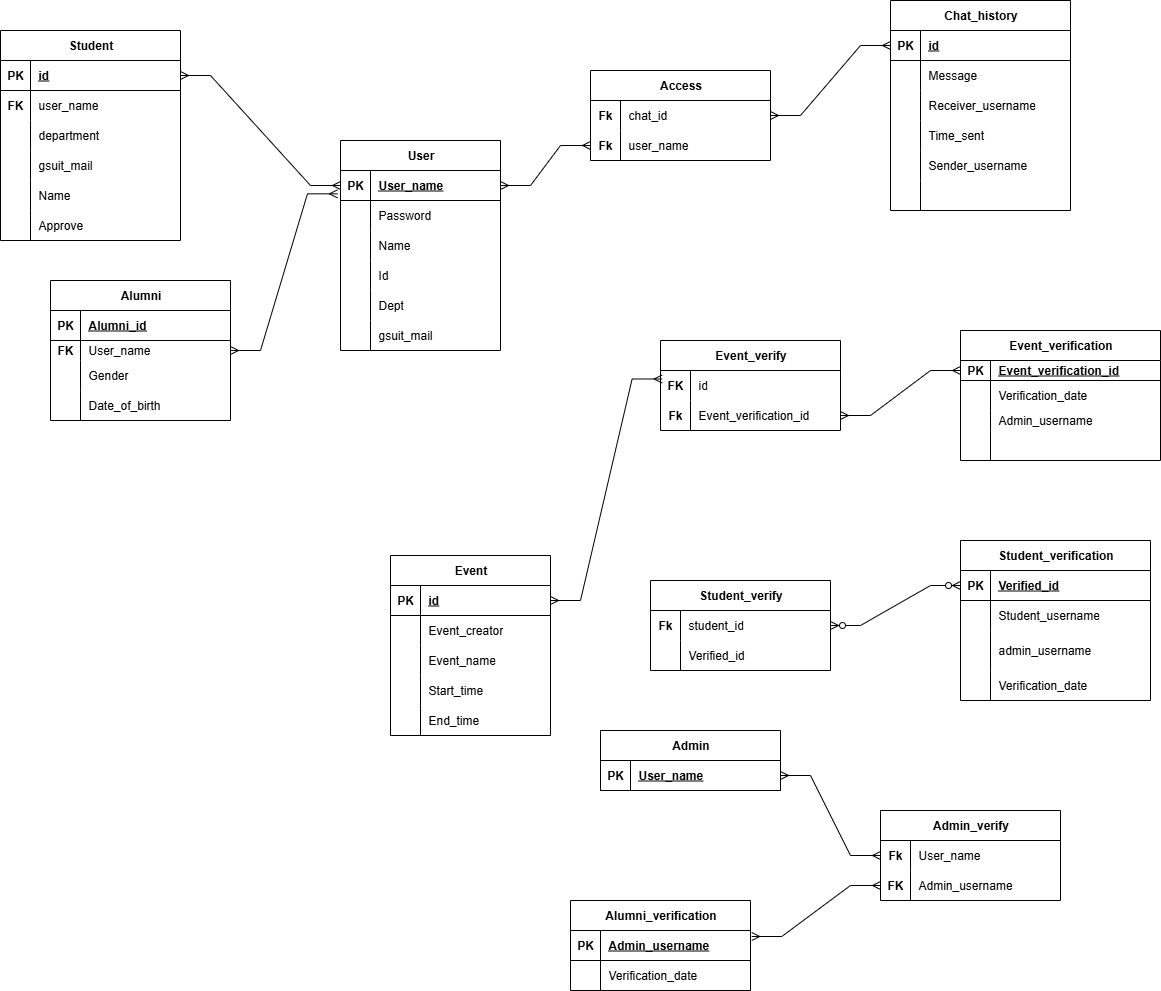 Student
PK id
FK user_name
department
gsuit_mail
Name
Approve
Alumni
PK Alumni_id
FK User_name
Gender
Date_of_birth
User
PK User_name
Password
Name
Id
Dept
gsuit_mail
Access
Fk chat_id
Fk user_name
Chat_history
PK id
Message
Receiver_username
Time_sent
Sender_username
Event_verify
FK id
Fk Event_verification_id
Event_verification
PK Event_verification_id
Verification_date
Admin_username
Event
PK id
Event_creator
Event_name
Start_time
End_time
Student_verify
Fk student_id
Verified_id
Student_verification
PK Verified_id
Student_username
admin_username
Verification_date
Admin
PK User_name
Admin_verify
Fk User_name
FK Admin_username
Alumni_verification
PK Admin_username
Verification_date